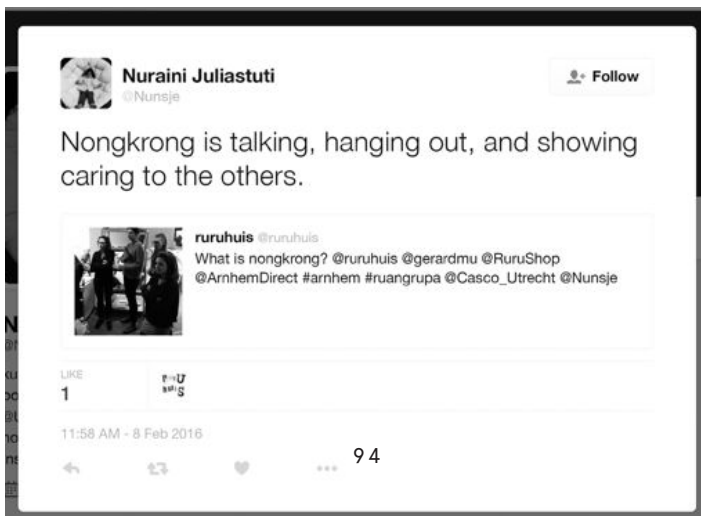 Nuraini Juliastuti
@Nunsje
Follow
Nongkrong is talking, hanging out, and showing
caring to the others.
ruruhuis @ruruhuis
What is nongkrong? @ruruhuis @gerardmu @RuruShop
@ArnhemDirect #arnhem #ruangrupa @Casco_Utrecht @Nunsje
LIKE
1
11:58 AM - 8 Feb 2016
94